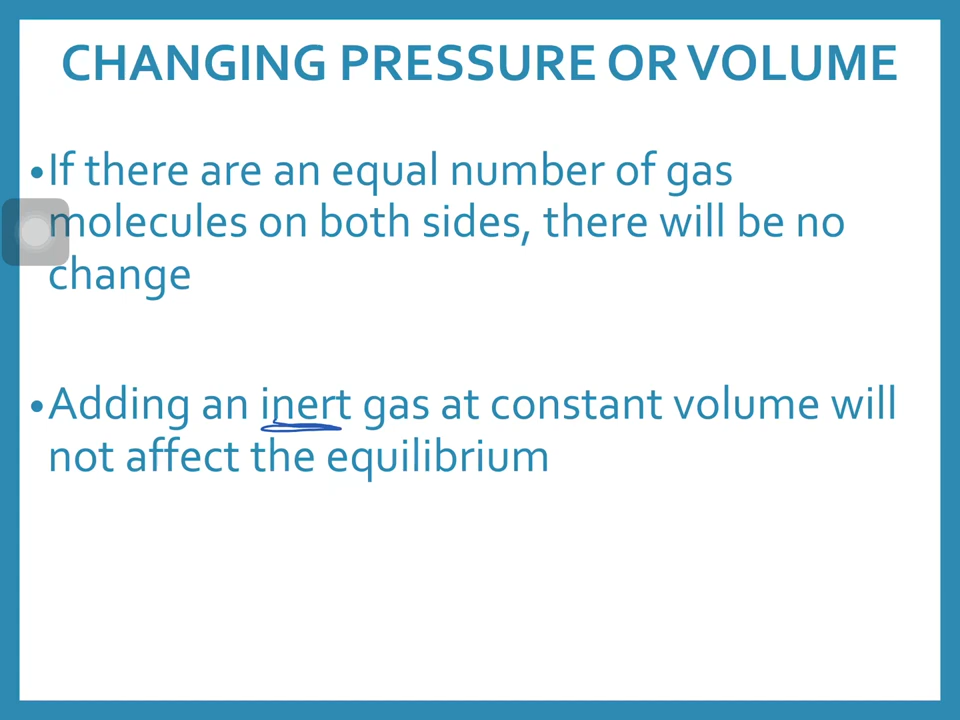 CHANGING PRESSURE OR VOLUME
•If there are an equal number of gas
molecules on both sides, there will be no
change
•Adding an inert gas at constant volume will
not affect the equilibrium